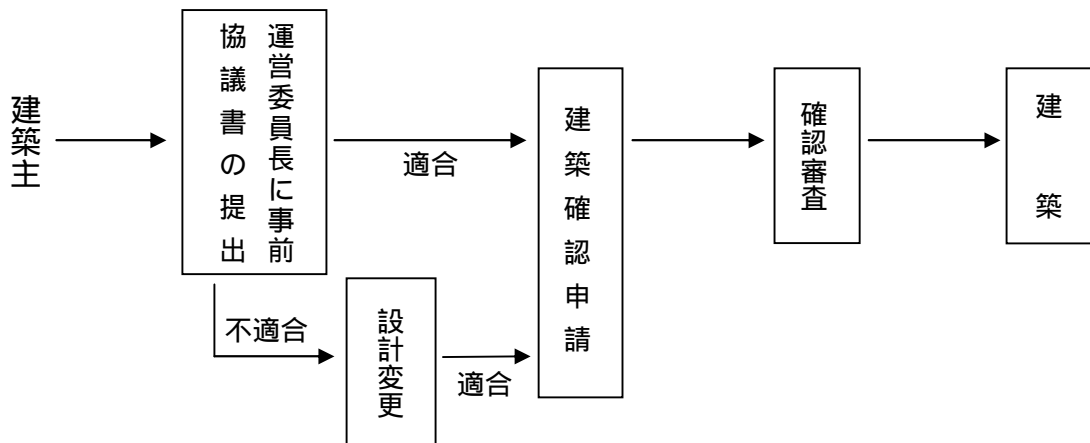 建築主
運営委員長に事前
協議書の提出
適合
不適合
設計変更
適合
建築確認申請
確認審査
建築